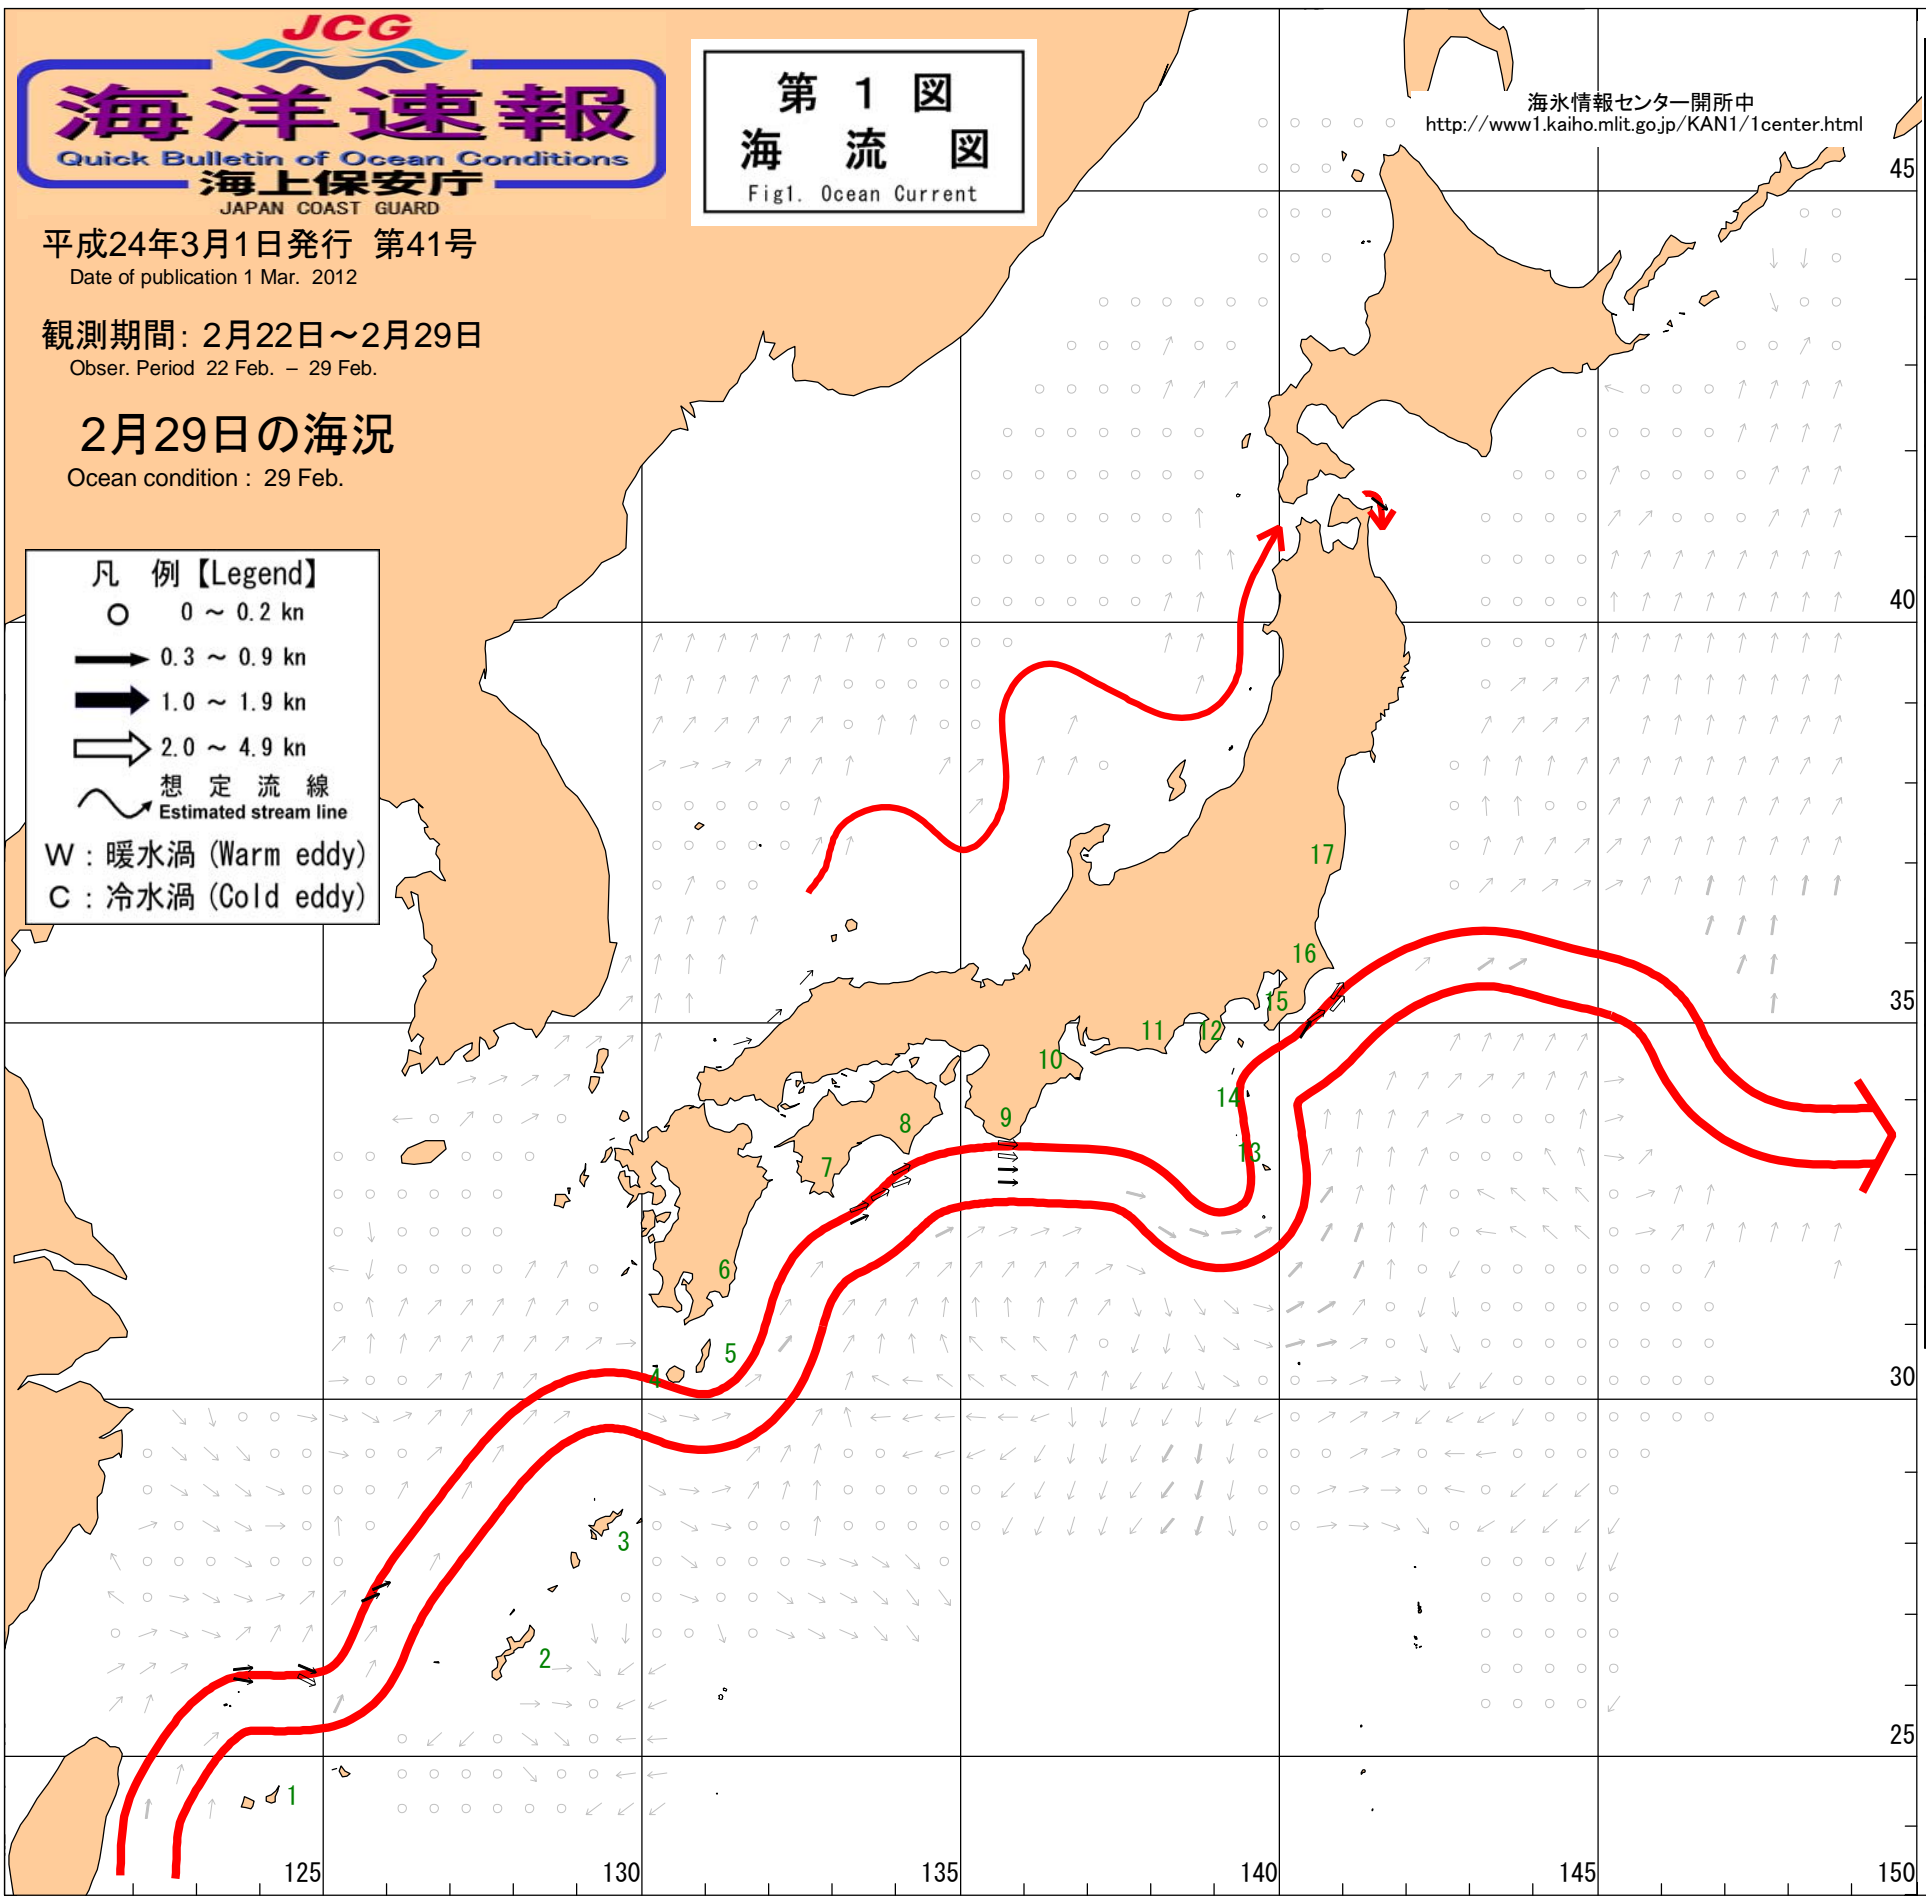 JCG
海洋速報
Quick Bulletin of Ocean Conditions
海上保安庁
JAPAN COAST GUARD
平成24年3月1日発行 第41号
Date of publication 1 Mar. 2012
観測期間: 2月22日～2月29日
Obser. Period 22 Feb. – 29 Feb.
2月29日の海況
Ocean condition : 29 Feb.
第 1 図
海 流 図
Fig1. Ocean Current
海氷情報センター開所中
http://www1.kaiho.mlit.go.jp/KAN1/1center.html
凡 例【Legend】
0 ～ 0.2 kn
0.3 ～ 0.9 kn
1.0 ～ 1.9 kn
2.0 ～ 4.9 kn
想 定 流 線
Estimated stream line
W : 暖水渦 (Warm eddy)
C : 冷水渦 (Cold eddy)
45
40
35
30
25
17
16
15
12
11
10
14
13
9
8
7
6
5
4
3
2
1
125
130
135
140
145
150